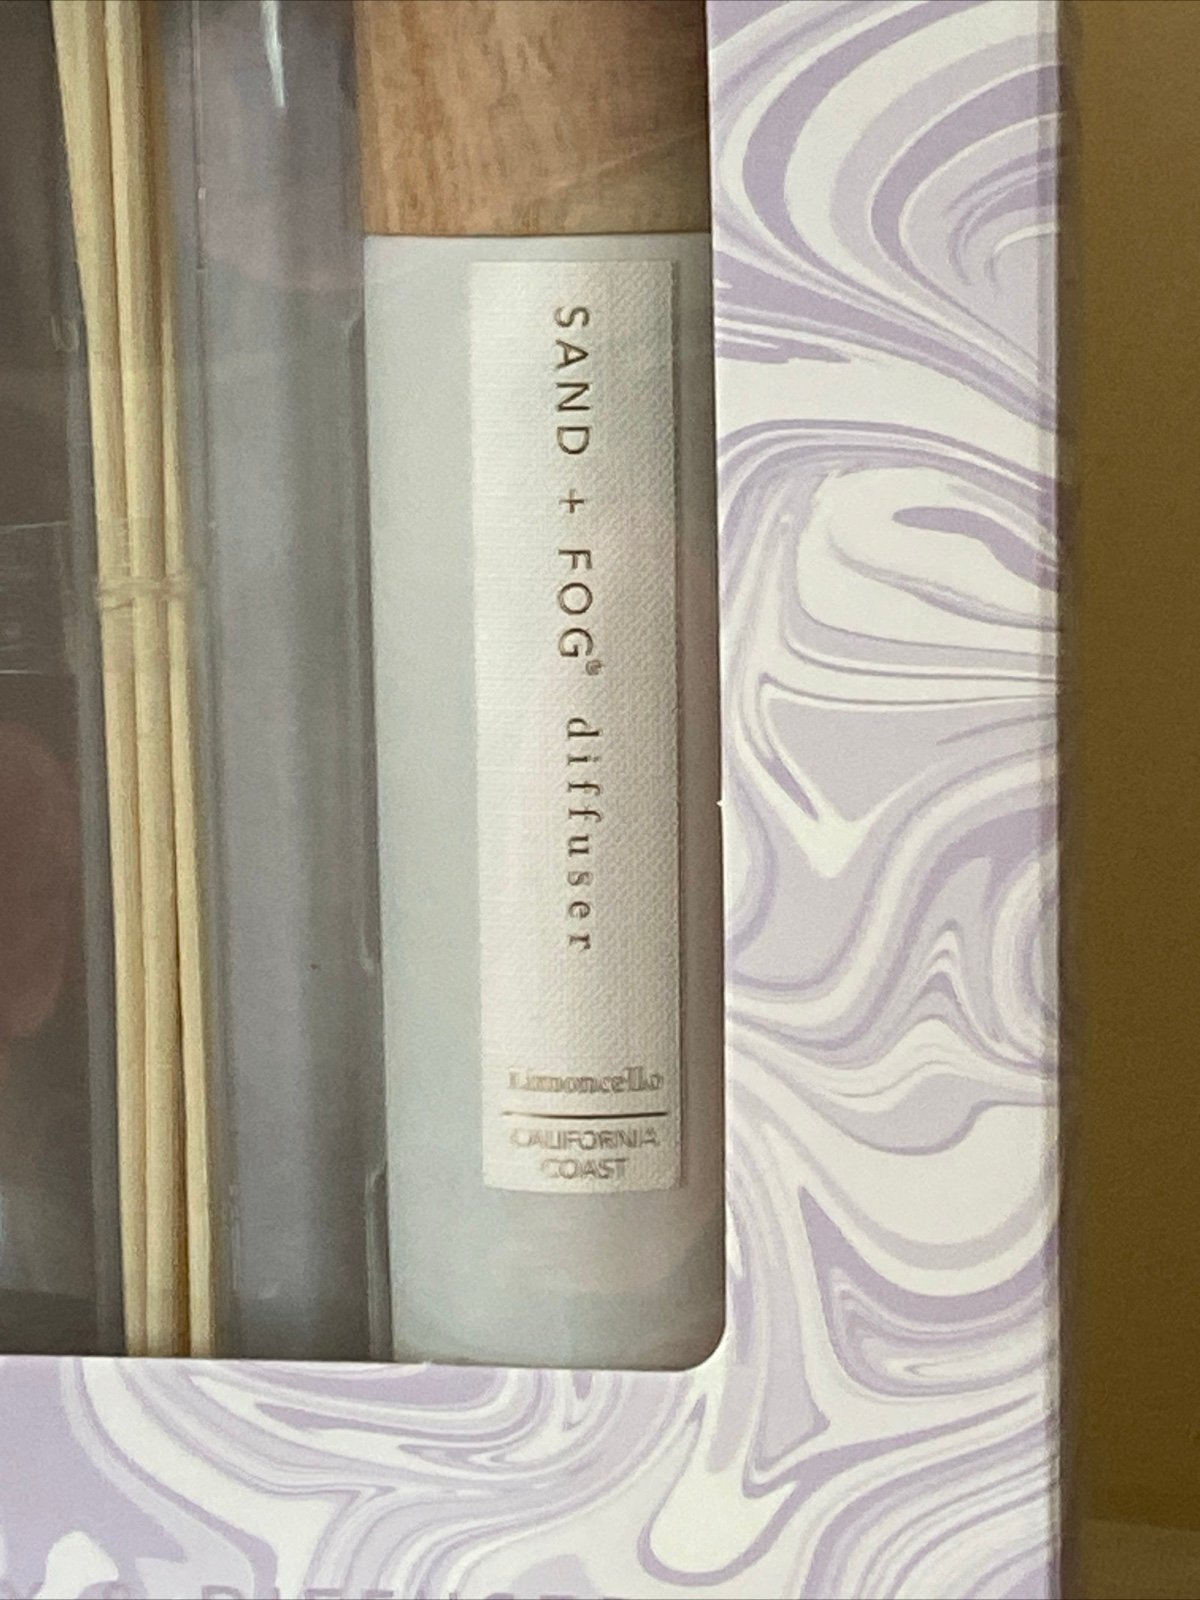 SAND + FOG® diffuser
Limoncello
CALIFORNIA
COAST